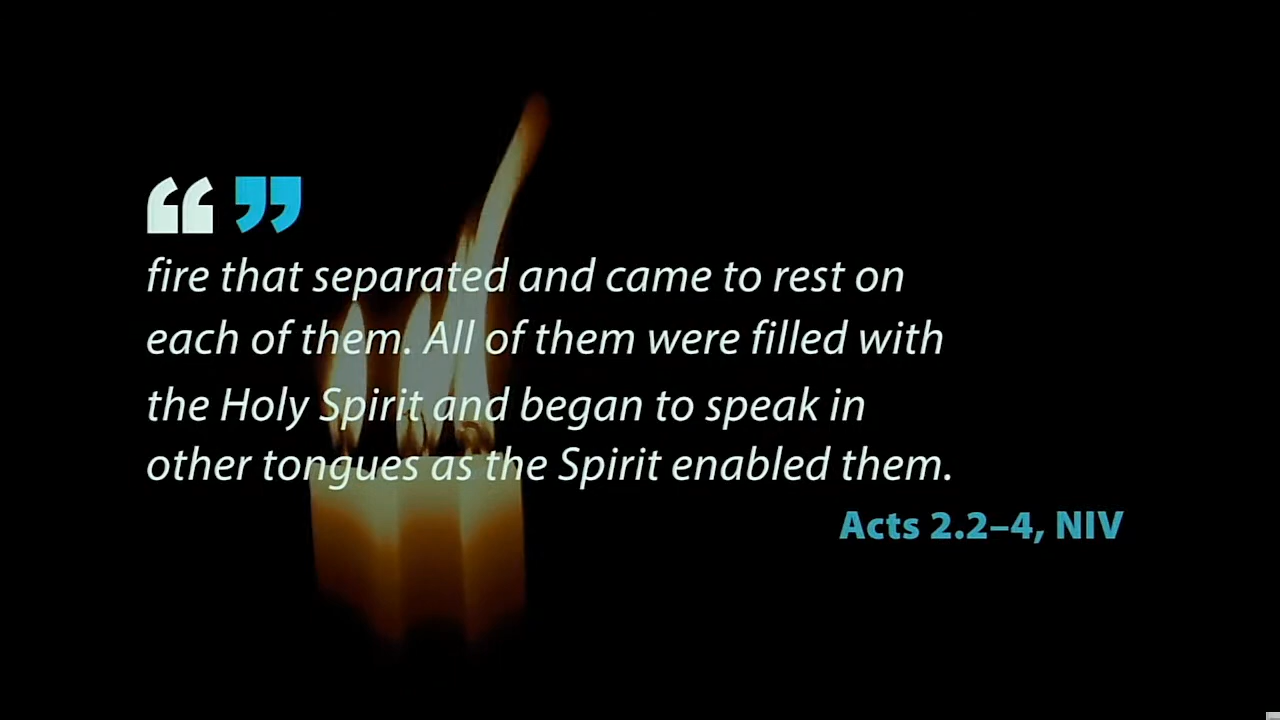 “ ”
fire that separated and came to rest on
each of them. All of them were filled with
the Holy Spirit and began to speak in
other tongues as the Spirit enabled them.
Acts 2.2–4, NIV